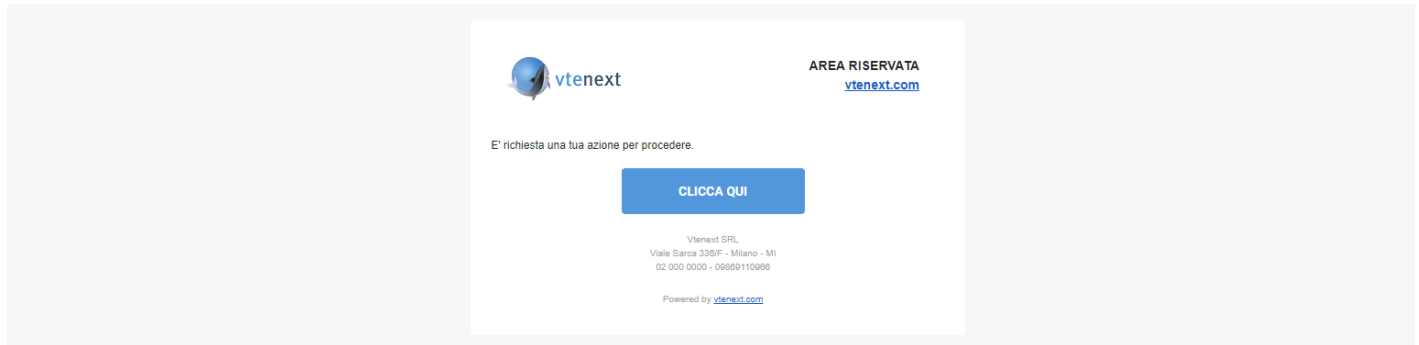 vtenext
AREA RISERVATA
vtenext.com
E' richiesta una tua azione per procedere.
CLICCA QUI
Vtenext SRL
Viale Sarca 336/F - Milano - MI
02 000 0000 - 09869110966
Powered by vtenext.com